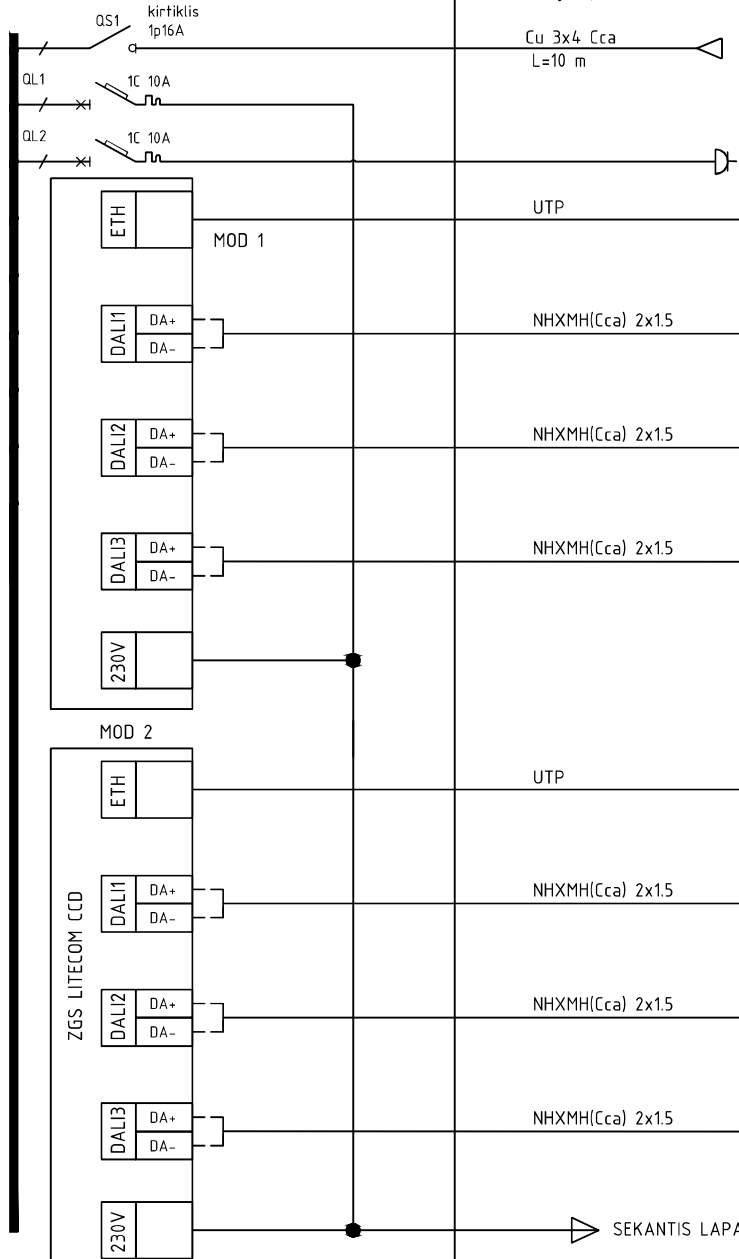 kirtiklis
QS1
1p16A
Cu 3x4 Cca
L=10 m
QL1
1C 10A
QL2
1C 10A
ETH
UTP
MOD 1
DALI1
DA+
DA-
NHXMH(Cca) 2x1.5
DALI2
DA+
DA-
NHXMH(Cca) 2x1.5
DALI3
DA+
DA-
NHXMH(Cca) 2x1.5
230V
MOD 2
ZGS LITECOM CCD
ETH
UTP
DALI1
DA+
DA-
NHXMH(Cca) 2x1.5
DALI2
DA+
DA-
NHXMH(Cca) 2x1.5
DALI3
DA+
DA-
NHXMH(Cca) 2x1.5
230V
SEKANTIS LAPA